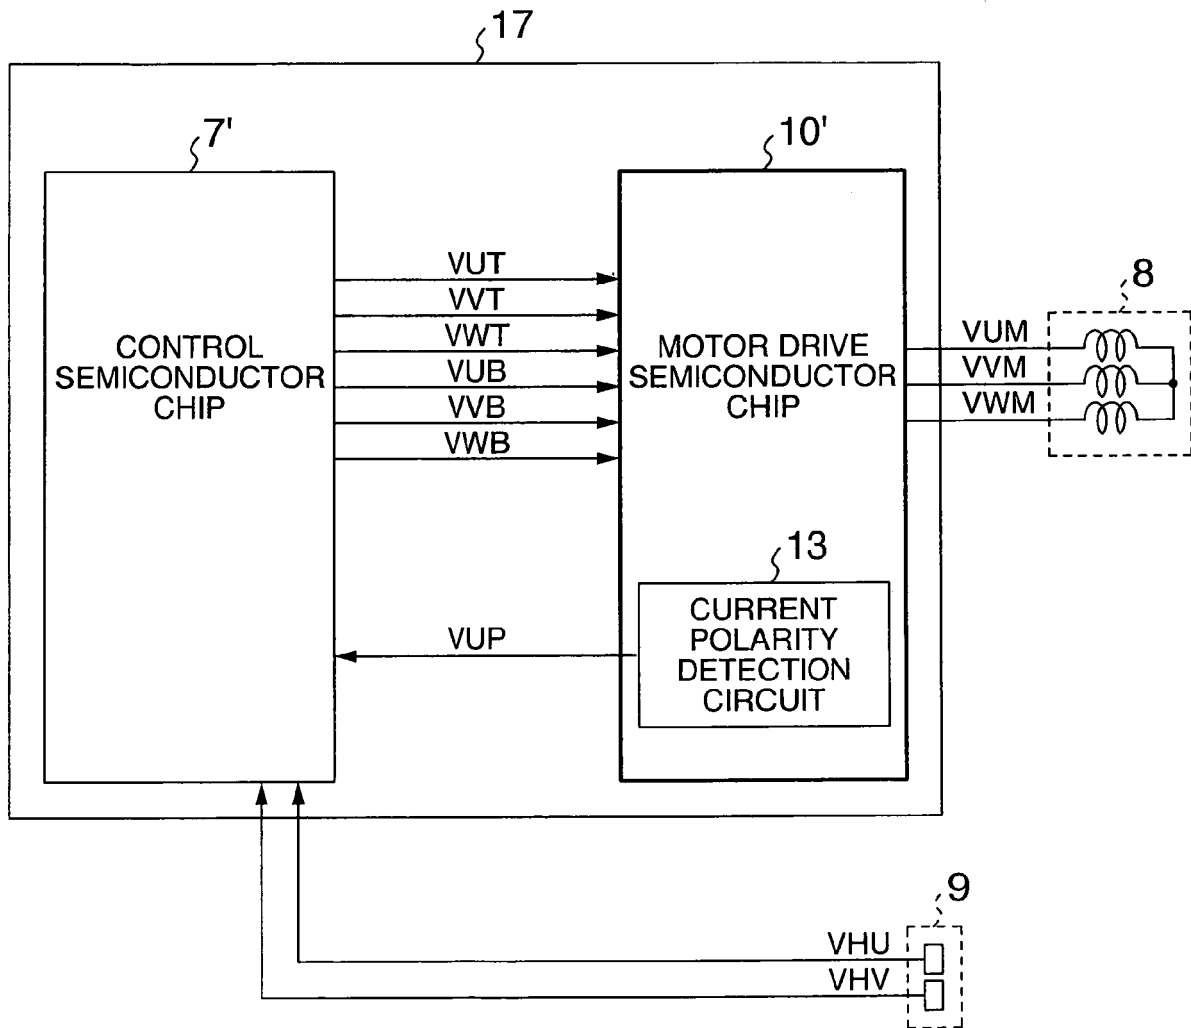 17
7'
10'
VUT
VVT
VWT
VUB
VVB
VWB
CONTROL
SEMICONDUCTOR
CHIP
MOTOR DRIVE
SEMICONDUCTOR
CHIP
8
VUM
VVM
VWM
13
CURRENT
POLARITY
DETECTION
CIRCUIT
VUP
9
VHU
VHV